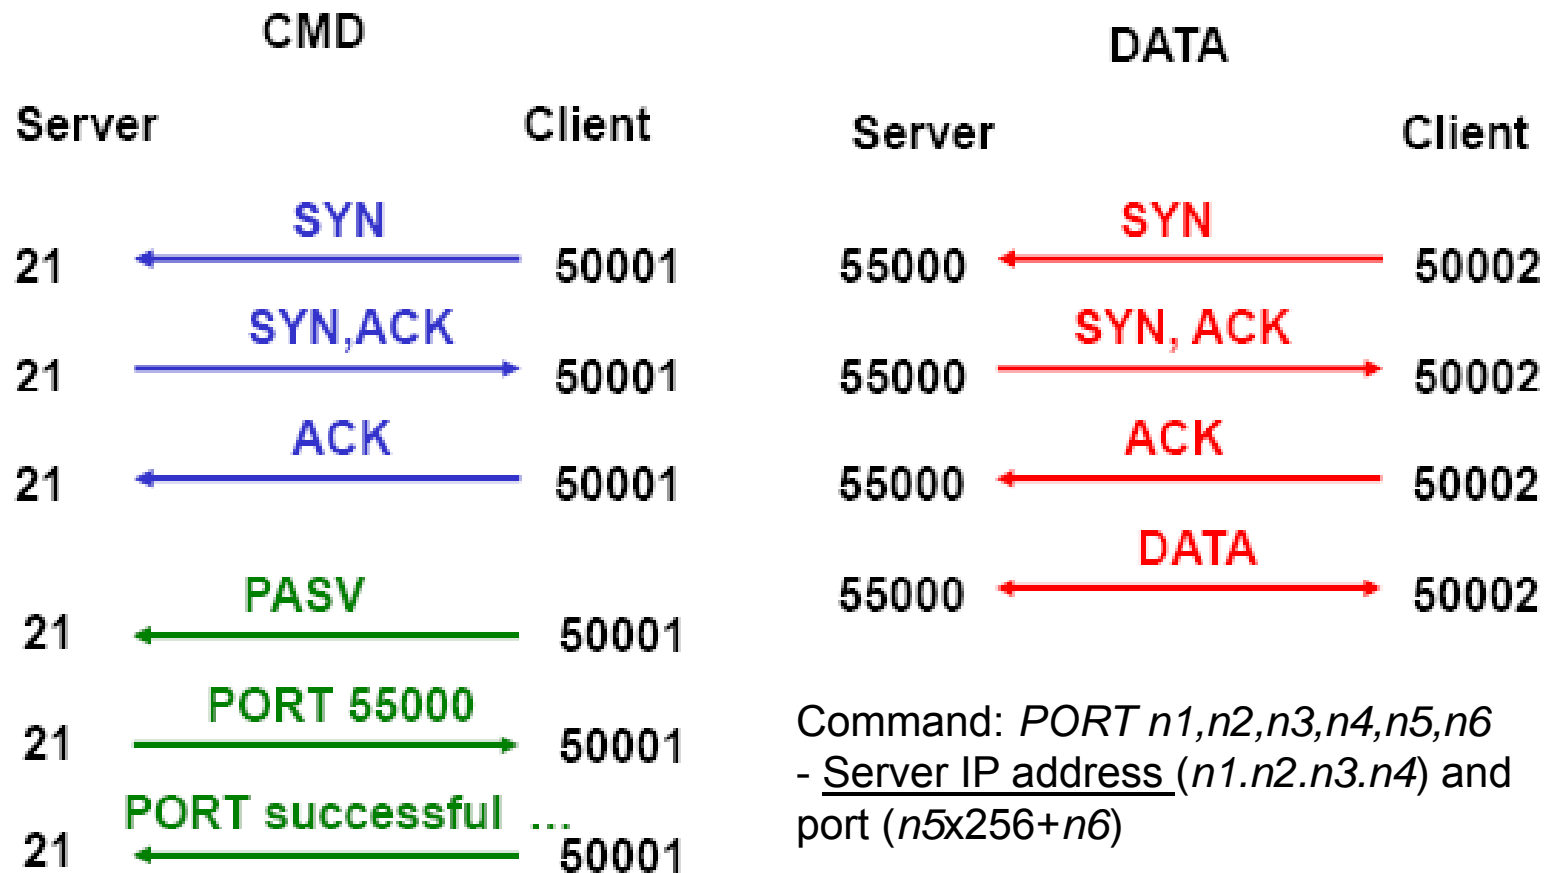 CMD
Server Client
SYN
21 50001
SYN,ACK
21 50001
ACK
21 50001
PASV
21 50001
PORT 55000
21 50001
PORT successful ...
21 50001
DATA
Server Client
SYN
55000 50002
SYN, ACK
55000 50002
ACK
55000 50002
DATA
55000 50002
Command: PORT n1,n2,n3,n4,n5,n6
- Server IP address (n1.n2.n3.n4) and
port (n5x256+n6)